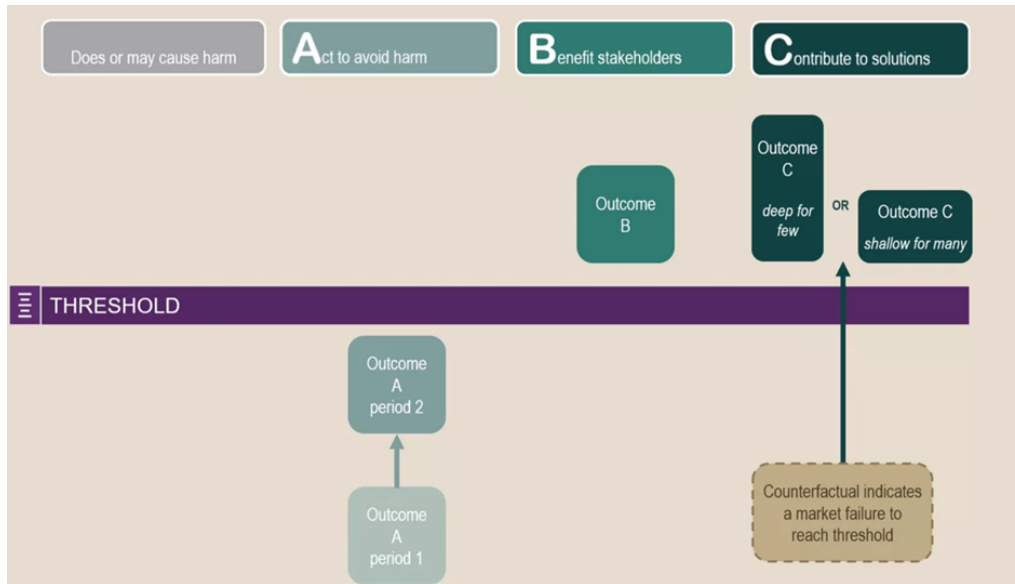 Does or may cause harm
Act to avoid harm
Benefit stakeholders
Contribute to solutions
Outcome
C
deep for
few
OR
Outcome C
shallow for many
Outcome
B
THRESHOLD
Outcome
A
period 2
Outcome
A
period 1
Counterfactual indicates
a market failure to
reach threshold